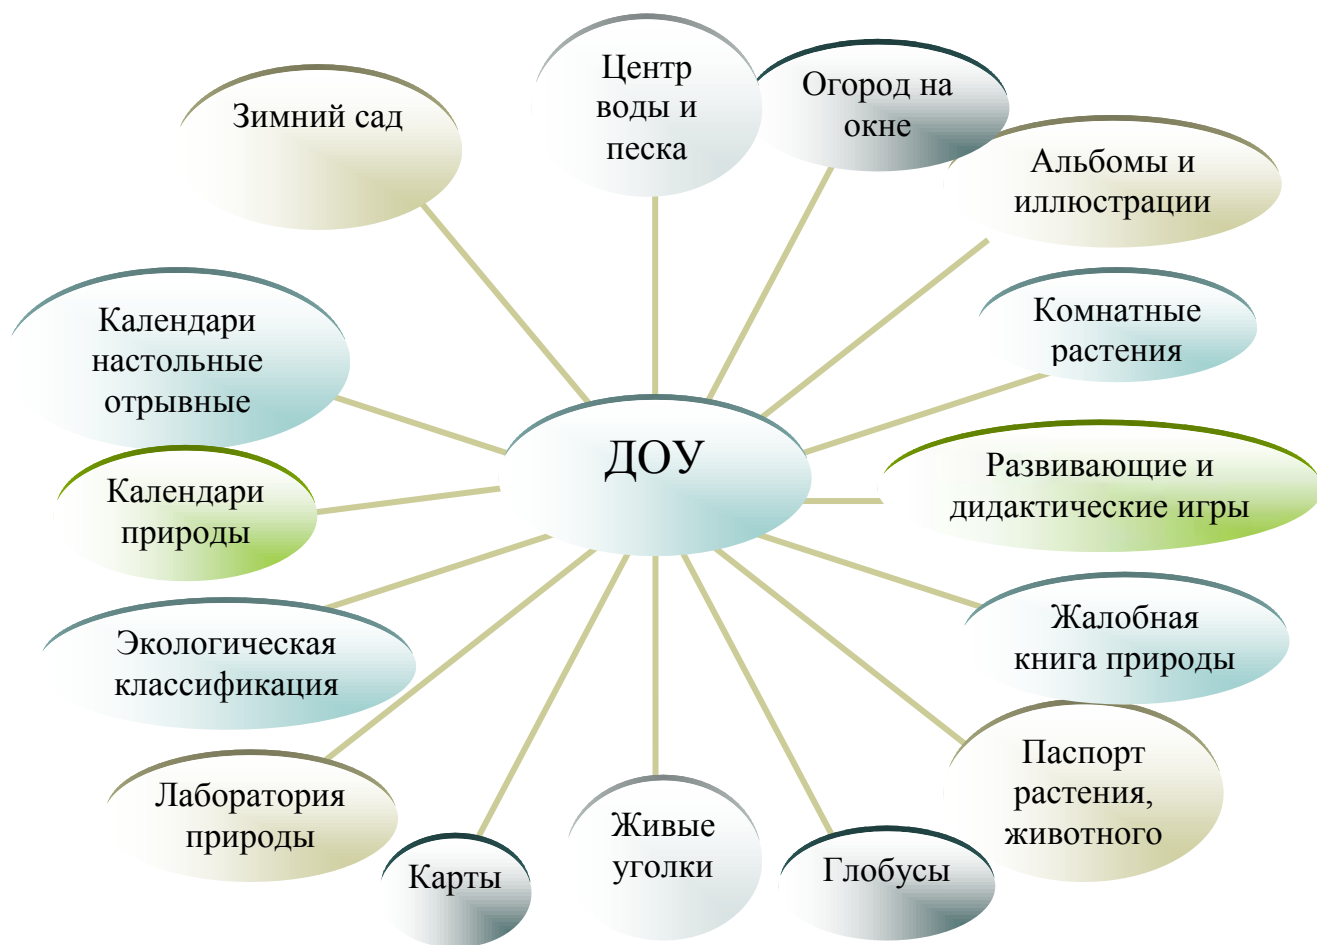 Зимний сад
Центр
воды и
песка
Огород на
окне
Альбомы и
иллюстрации
Календари
настольные
отрывные
Комнатные
растения
ДОУ
Календари
природы
Развивающие и
дидактические игры
Экологическая
классификация
Жалобная
книга природы
Лаборатория
природы
Карты
Живые
уголки
Глобусы
Паспорт
растения,
животного